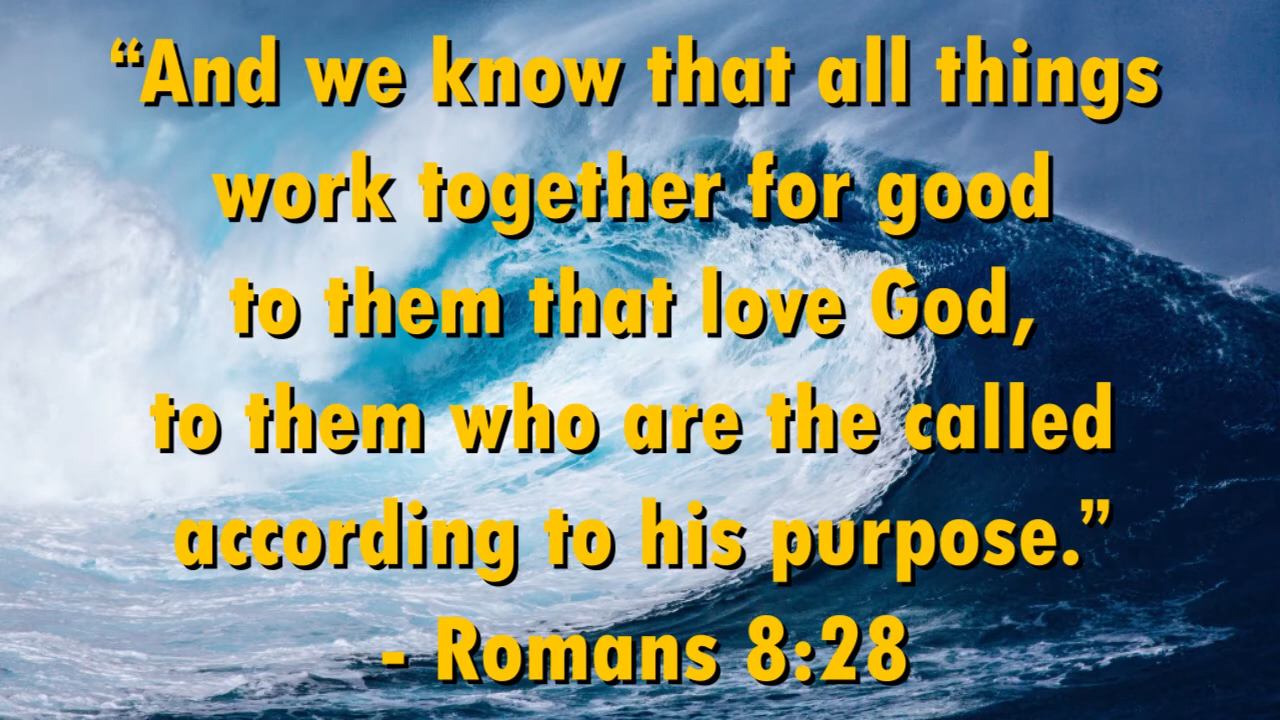 “And we know that all things
work together for good
to them that love God,
to them who are the called
according to his purpose.”
- Romans 8:28